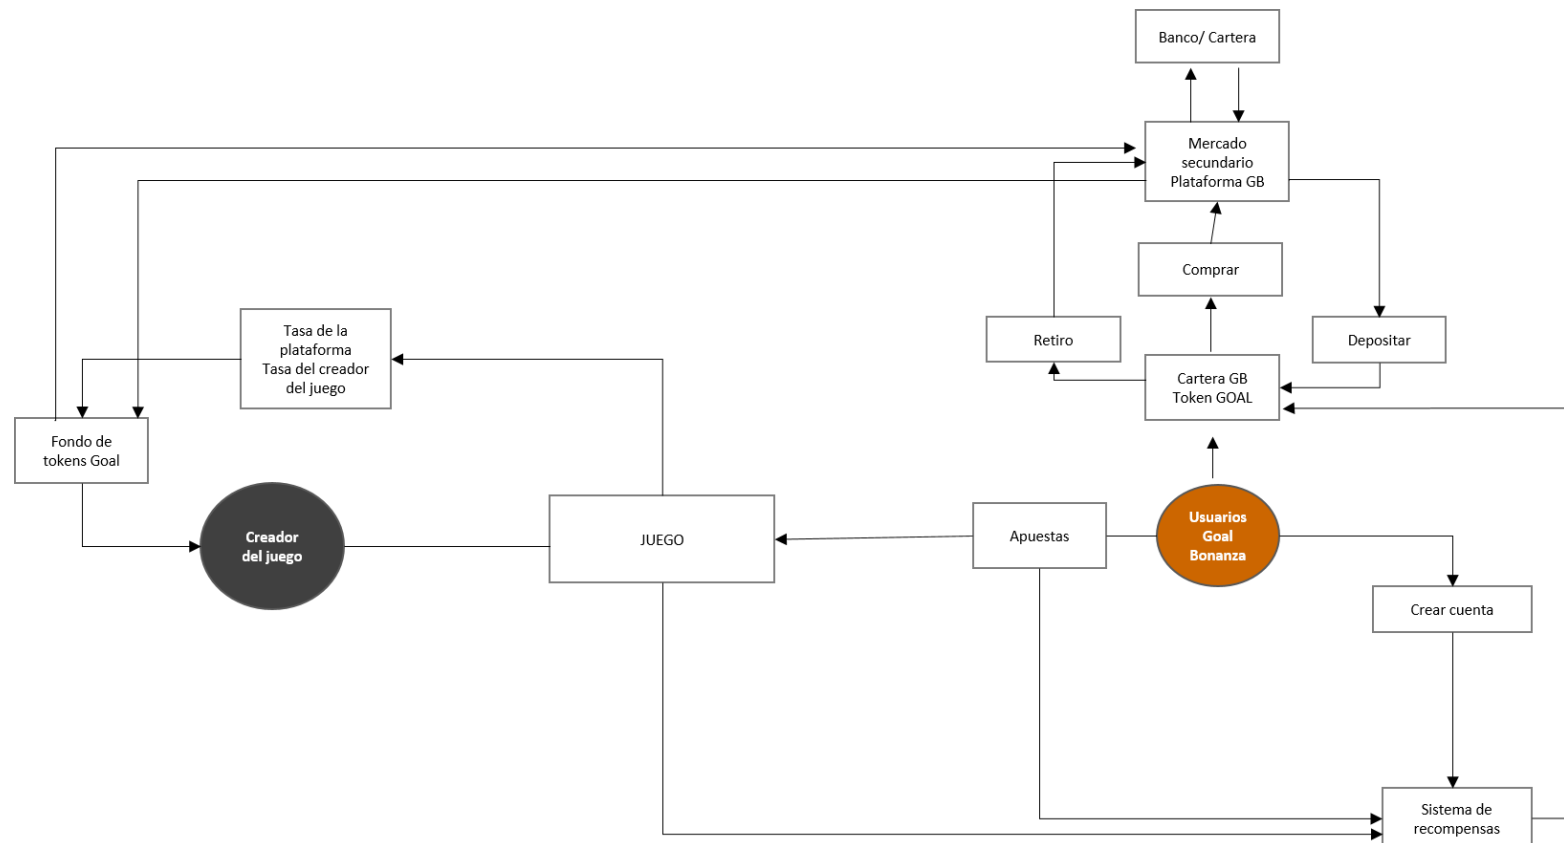 Banco/ Cartera
Mercado
secundario
Plataforma GB
Comprar
Retiro
Depositar
Tasa de la
plataforma
Tasa del creador
del juego
Cartera GB
Token GOAL
Fondo de
tokens Goal
Creador
del juego
JUEGO
Apuestas
Usuarios
Goal
Bonanza
Crear cuenta
Sistema de
recompensas